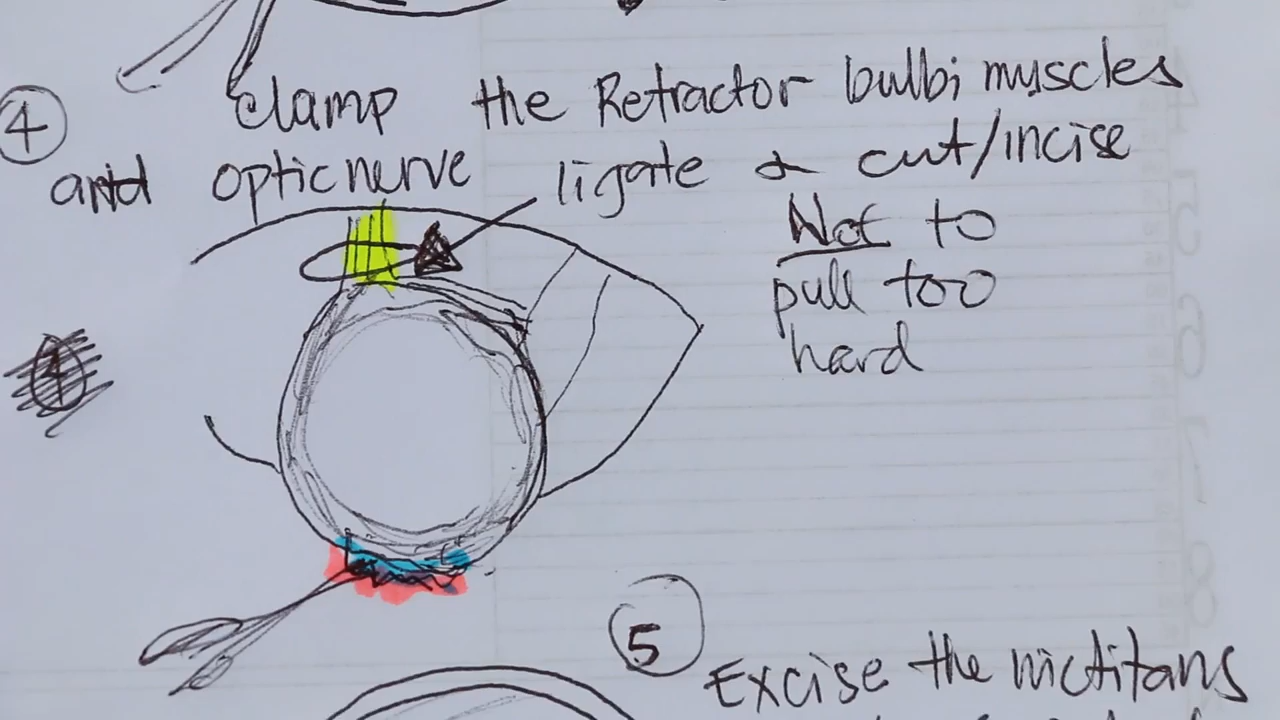 4 clamp the Retractor bulbi muscles
and optic nerve ligate & cut/incise
Not to
pull too
hard
5 Excise the nictitans